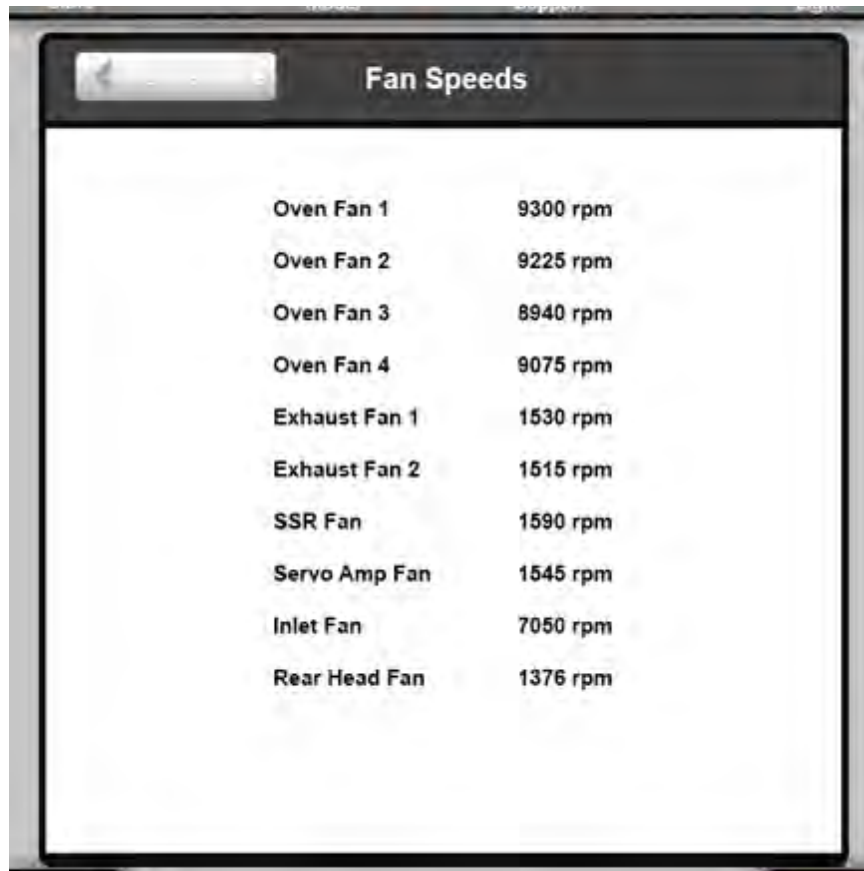 Fan Speeds
Oven Fan 1 9300 rpm
Oven Fan 2 9225 rpm
Oven Fan 3 8940 rpm
Oven Fan 4 9075 rpm
Exhaust Fan 1 1530 rpm
Exhaust Fan 2 1515 rpm
SSR Fan 1590 rpm
Servo Amp Fan 1545 rpm
Inlet Fan 7050 rpm
Rear Head Fan 1376 rpm